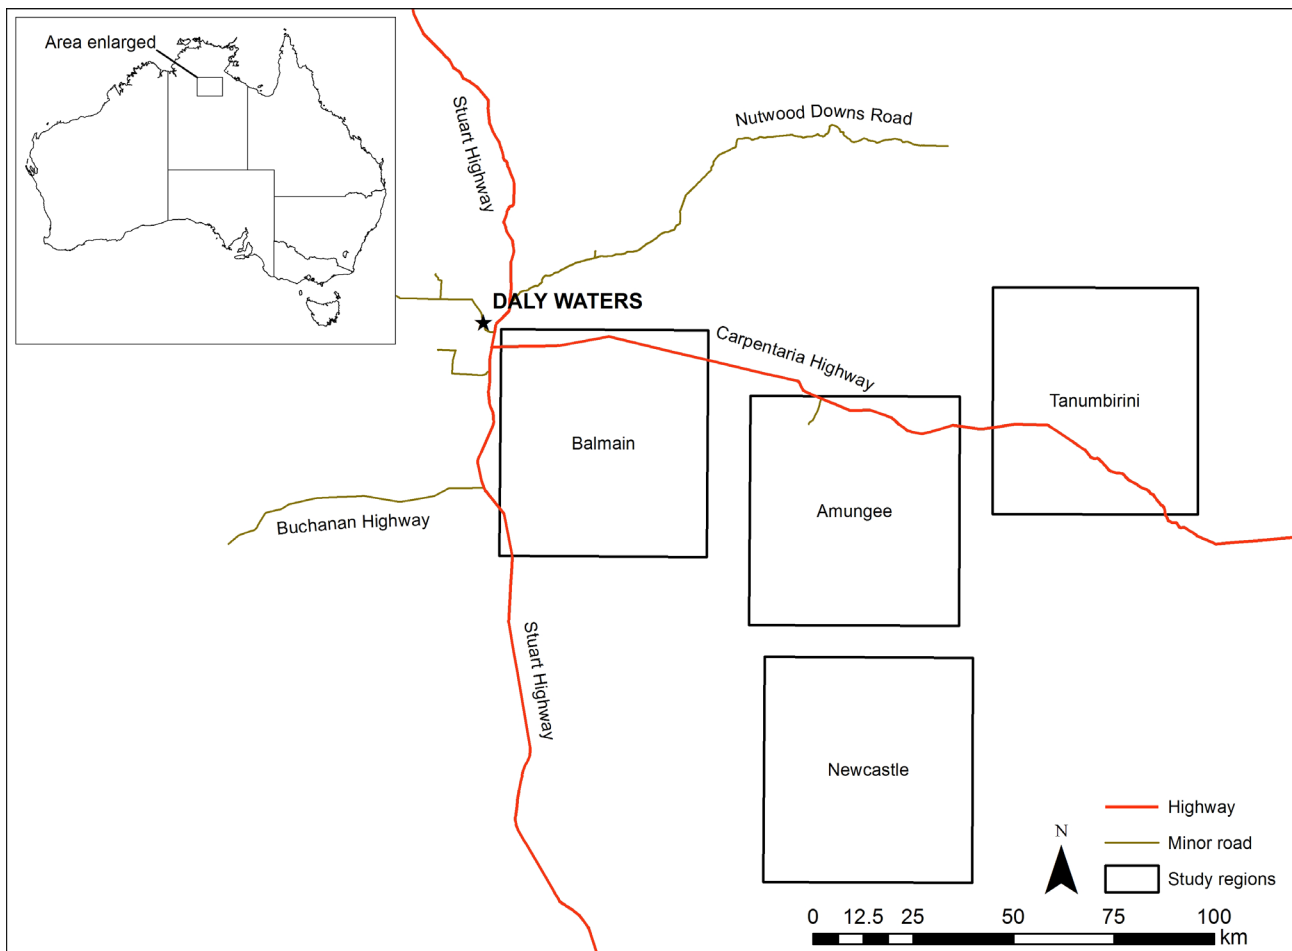 Area enlarged
Stuart Highway
Nutwood Downs Road
DALY WATERS
Carpentaria Highway
Tanumbirini
Balmain
Amungee
Buchanan Highway
Stuart Highway
Newcastle
N
Highway
Minor road
Study regions
0 12.5 25 50 75 100
km